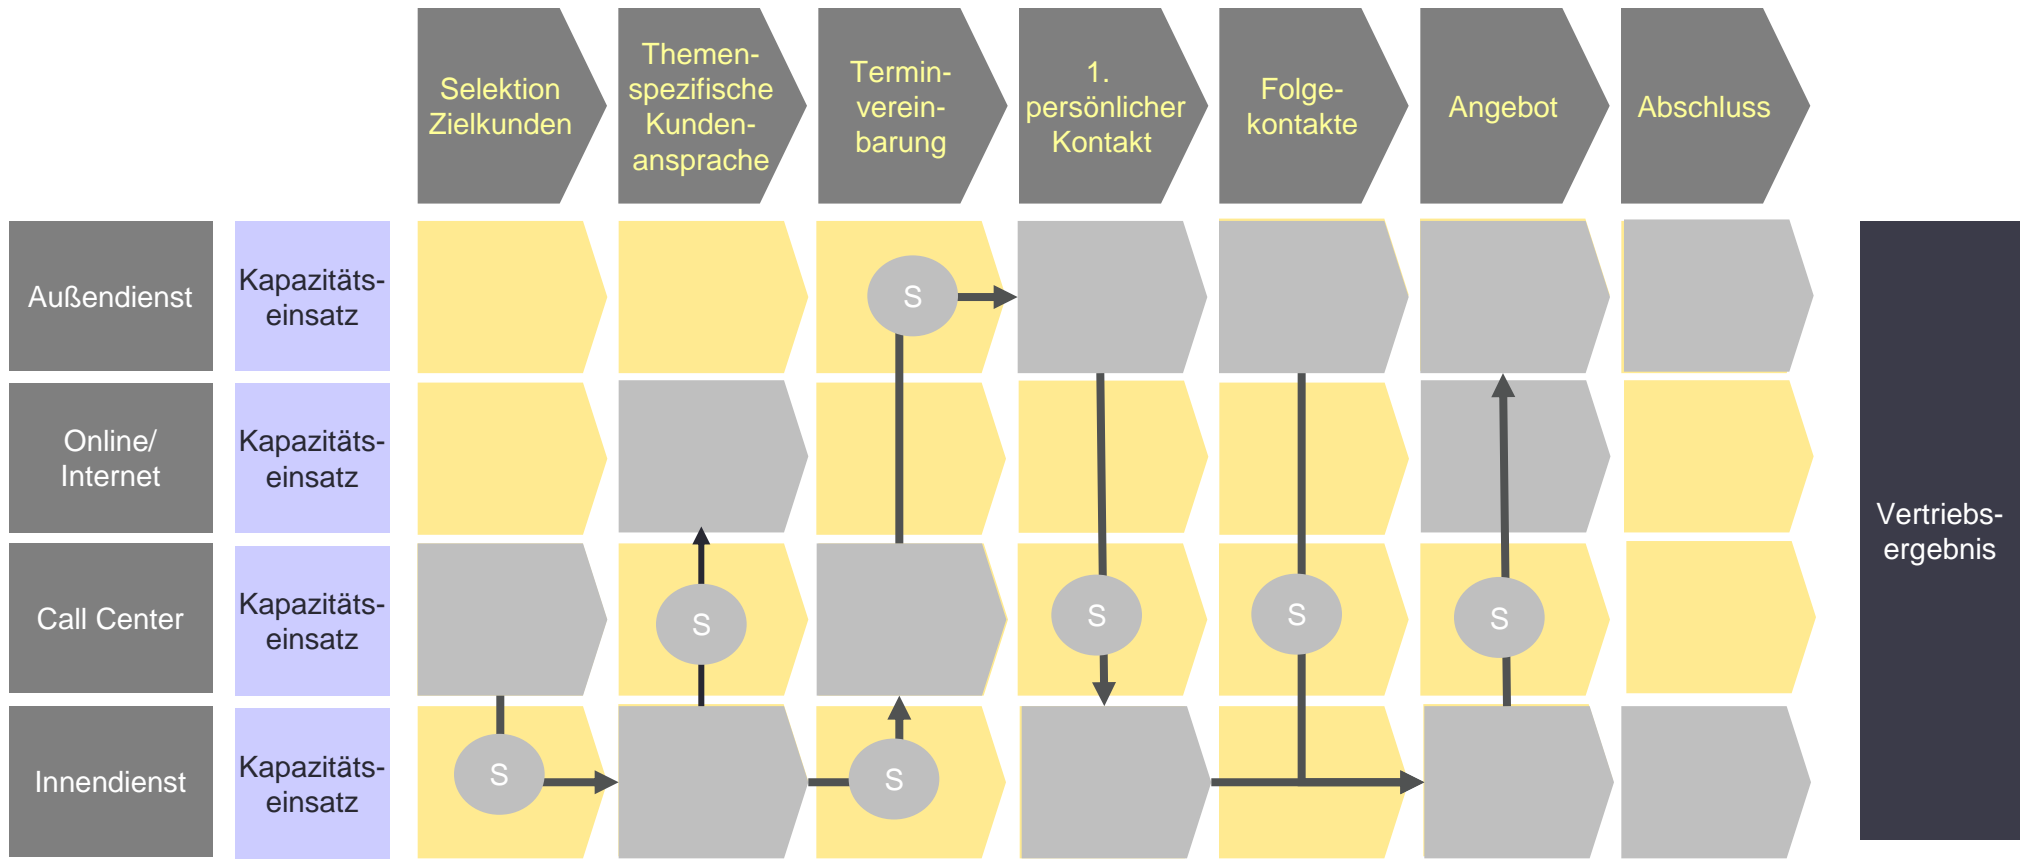 Selektion
Zielkunden
Themen-
spezifische
Kunden-
ansprache
Termin-
verein-
barung
1.
persönlicher
Kontakt
Folge-
kontakte
Angebot
Abschluss
Außendienst
Kapazitäts-
einsatz
S
Online/
Internet
Kapazitäts-
einsatz
Call Center
Kapazitäts-
einsatz
S
S
S
S
Innendienst
Kapazitäts-
einsatz
S
S
Vertriebs-
ergebnis